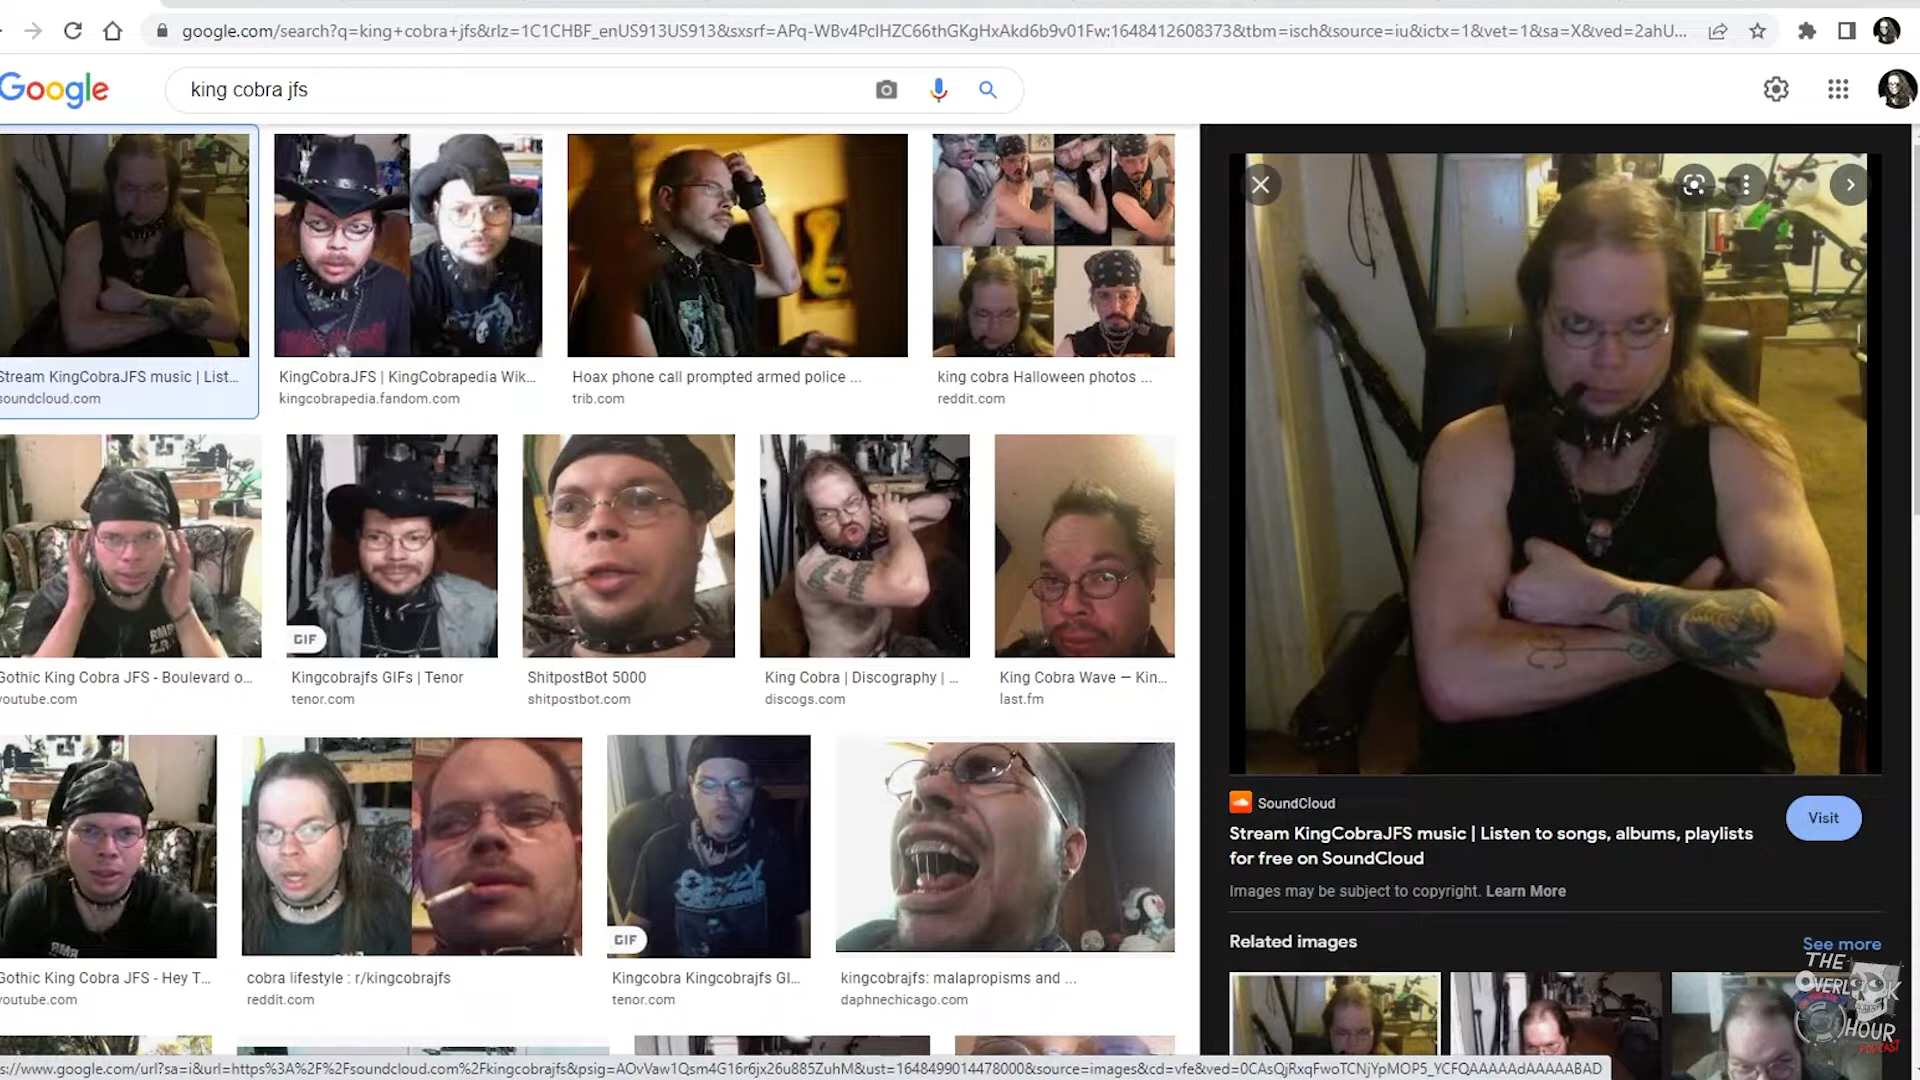 google.com/search?q=king+cobra+jfs&rlz=1C1CHBF_enUS913US913&sxsrf=APq-WBv4PclHZC66thGKgHxAkd6b9v01Fw:1648412608373&tbm=isch&source=iu&ictx=1&vet=1&sa=X&ved=2ahU...
Google
king cobra jfs
Stream KingCobraJFS music | List...
soundcloud.com
KingCobraJFS | KingCobrapedia Wik...
kingcobrapedia.fandom.com
Hoax phone call prompted armed police ...
trib.com
king cobra Halloween photos ...
reddit.com
Gothic King Cobra JFS - Boulevard o...
youtube.com
GIF
Kingcobrajfs GIFs | Tenor
tenor.com
ShitpostBot 5000
shitpostbot.com
King Cobra | Discography | ...
discogs.com
King Cobra Wave — Kin...
last.fm
Gothic King Cobra JFS - Hey T...
youtube.com
cobra lifestyle : r/kingcobrajfs
reddit.com
GIF
Kingcobra Kingcobrajfs GI...
tenor.com
kingcobrajfs: malapropisms and ...
daphnechicago.com
SoundCloud
Stream KingCobraJFS music | Listen to songs, albums, playlists
for free on SoundCloud
Visit
Images may be subject to copyright. Learn More
Related images
See more
THE
OVERLOOK
HOUR
PODCAST
s://www.google.com/url?sa=i&url=https%3A%2F%2Fsoundcloud.com%2Fkingcobrajfs&psig=AOvVaw1Qsm4G16r6jx26u885ZuhM&ust=1648499014478000&source=images&cd=vfe&ved=0CAsQjRxqFwoTCNjYpMOP5_YCFQAAAAAdAAAAABAD